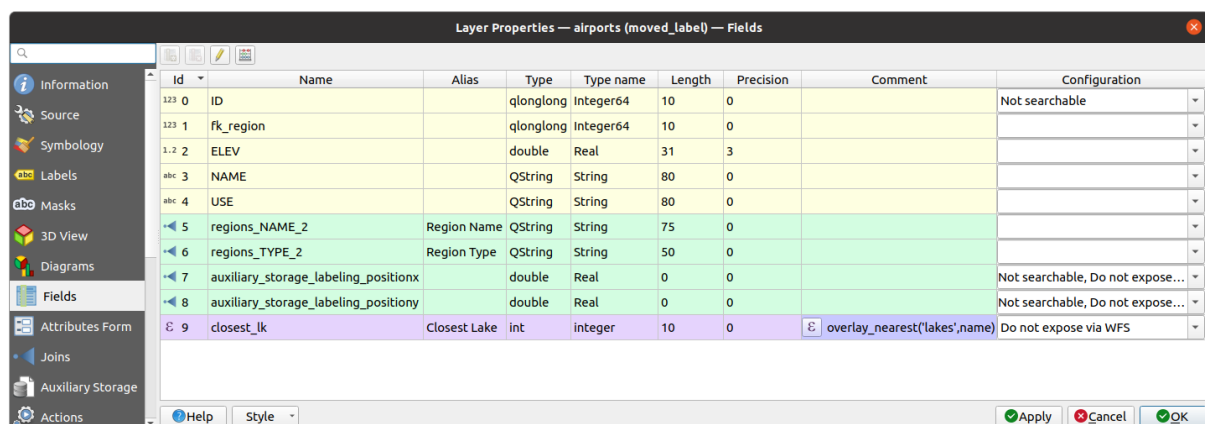 Layer Properties — airports (moved_label) — Fields
Information
Source
Symbology
abc Labels
abc Masks
3D View
Diagrams
Fields
Attributes Form
Joins
Auxiliary Storage
Actions
Id Name Alias Type Type name Length Precision Comment Configuration
123 0 ID qlonglong Integer64 10 0 Not searchable
123 1 fk_region qlonglong Integer64 10 0
1.2 2 ELEV double Real 31 3
abc 3 NAME QString String 80 0
abc 4 USE QString String 80 0
5 regions_NAME_2 Region Name QString String 75 0
6 regions_TYPE_2 Region Type QString String 50 0
7 auxiliary_storage_labeling_positionx double Real 0 0 Not searchable, Do not expose...
8 auxiliary_storage_labeling_positiony double Real 0 0 Not searchable, Do not expose...
ε 9 closest_lk Closest Lake int integer 10 0 ε overlay_nearest('lakes',name) Do not expose via WFS
Help Style Apply Cancel OK